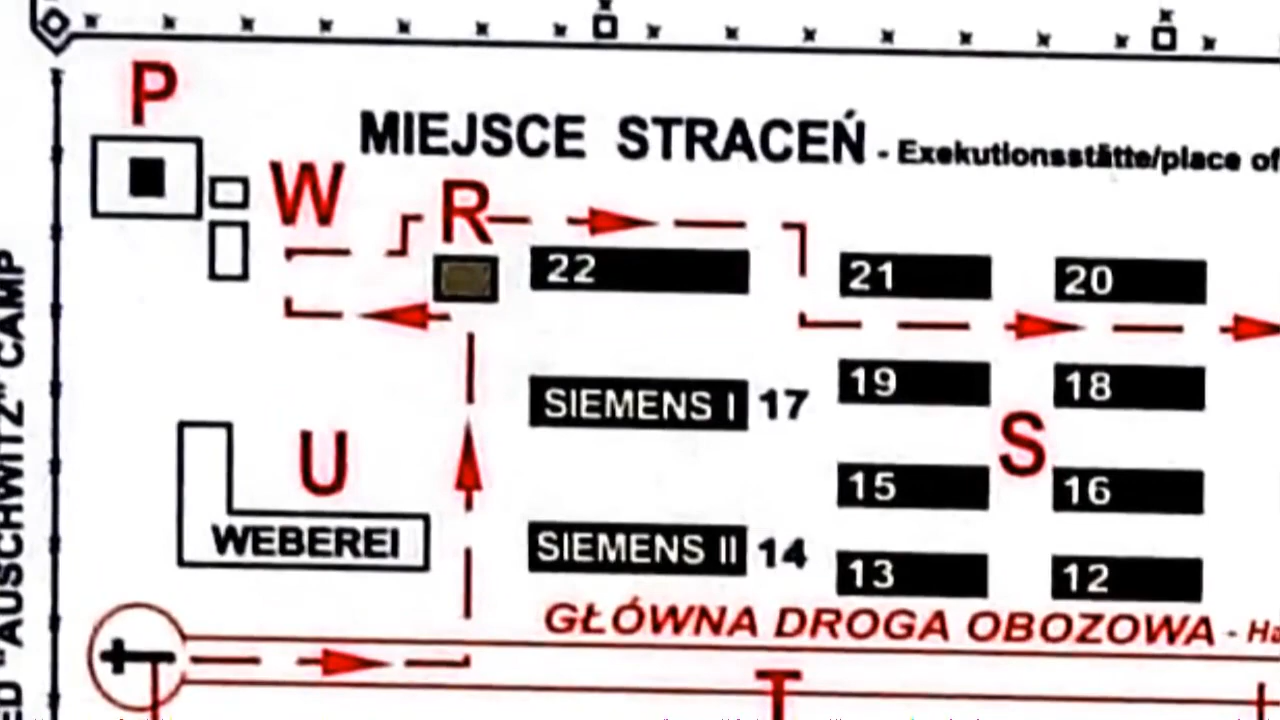 P
MIEJSCE STRACEŃ - Exekutionsstätte/place of
W
R
22
21
20
SIEMENS I 17
19
18
U
S
15
16
WEBEREI
SIEMENS II 14
13
12
GŁÓWNA DROGA OBOZOWA - Ha
T
"AUSCHWITZ" CAMP